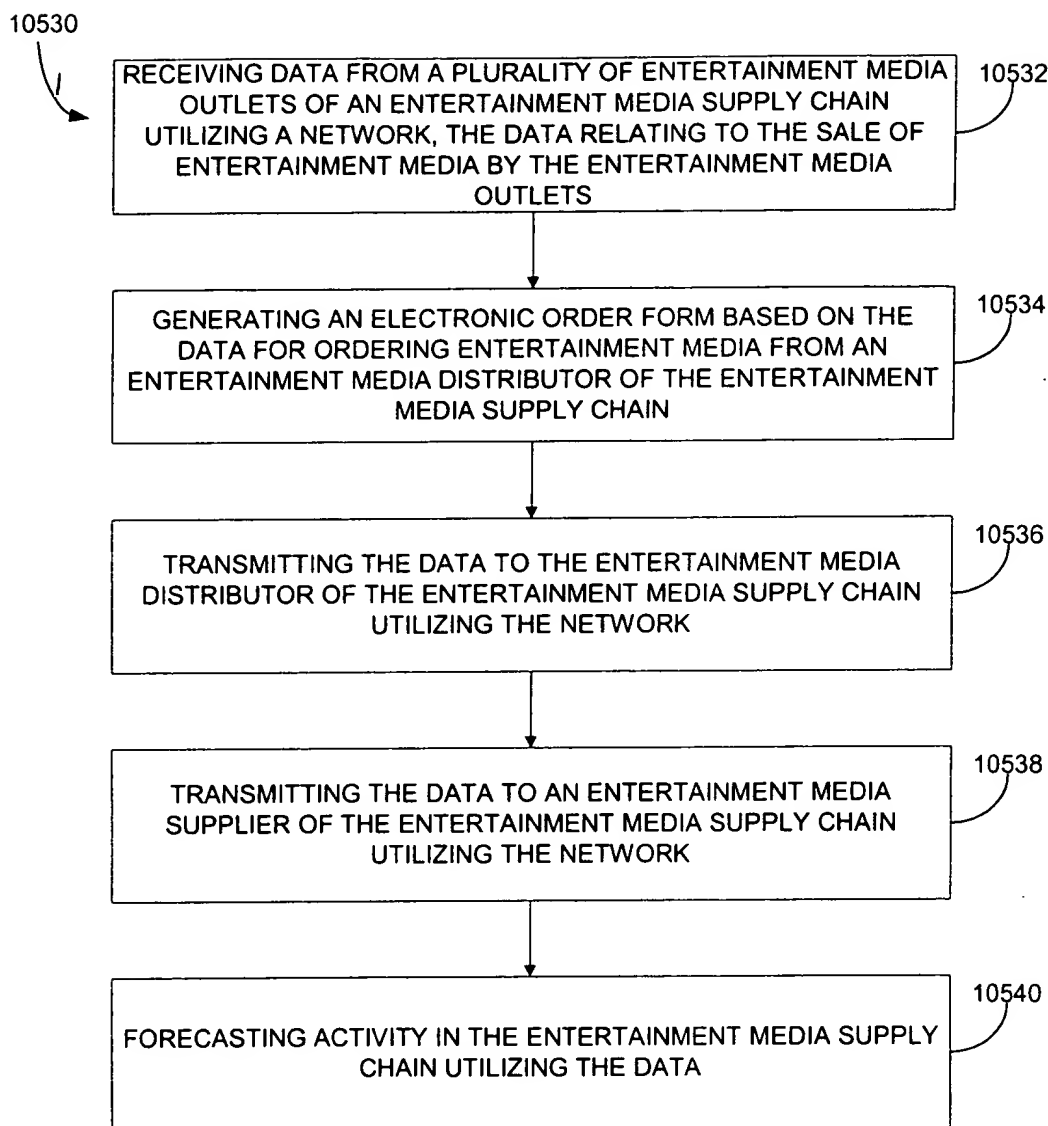 10530
RECEIVING DATA FROM A PLURALITY OF ENTERTAINMENT MEDIA
OUTLETS OF AN ENTERTAINMENT MEDIA SUPPLY CHAIN
UTILIZING A NETWORK, THE DATA RELATING TO THE SALE OF
ENTERTAINMENT MEDIA BY THE ENTERTAINMENT MEDIA
OUTLETS
10532
GENERATING AN ELECTRONIC ORDER FORM BASED ON THE
DATA FOR ORDERING ENTERTAINMENT MEDIA FROM AN
ENTERTAINMENT MEDIA DISTRIBUTOR OF THE ENTERTAINMENT
MEDIA SUPPLY CHAIN
10534
TRANSMITTING THE DATA TO THE ENTERTAINMENT MEDIA
DISTRIBUTOR OF THE ENTERTAINMENT MEDIA SUPPLY CHAIN
UTILIZING THE NETWORK
10536
TRANSMITTING THE DATA TO AN ENTERTAINMENT MEDIA
SUPPLIER OF THE ENTERTAINMENT MEDIA SUPPLY CHAIN
UTILIZING THE NETWORK
10538
FORECASTING ACTIVITY IN THE ENTERTAINMENT MEDIA SUPPLY
CHAIN UTILIZING THE DATA
10540